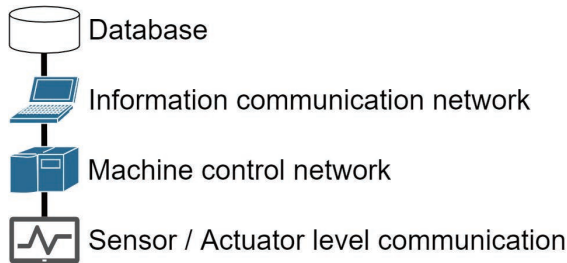 Database
Information communication network
Machine control network
Sensor / Actuator level communication